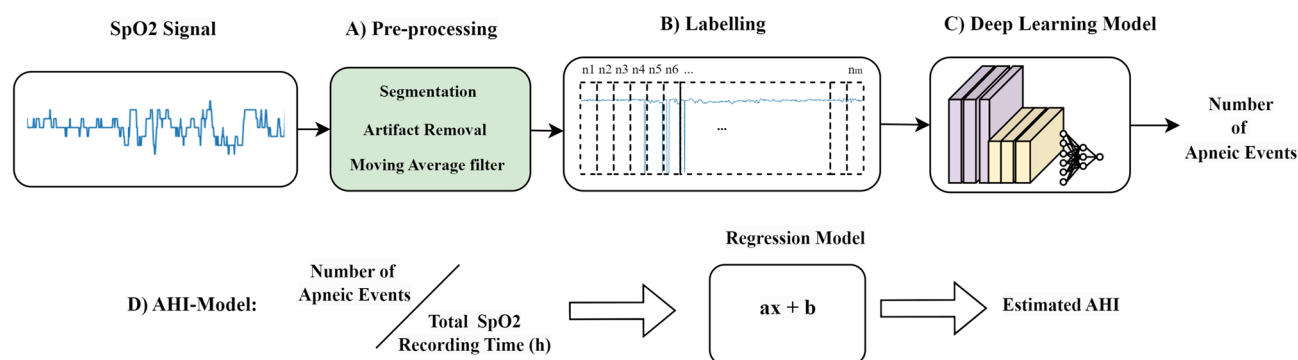 SpO2 Signal
A) Pre-processing
B) Labelling
C) Deep Learning Model
Segmentation
Artifact Removal
Moving Average filter
n1 n2 n3 n4 n5 n6 ... nm
...
Number
of
Apneic Events
Regression Model
D) AHI-Model:
Number of
Apneic Events
Total SpO2
Recording Time (h)
ax + b
Estimated AHI